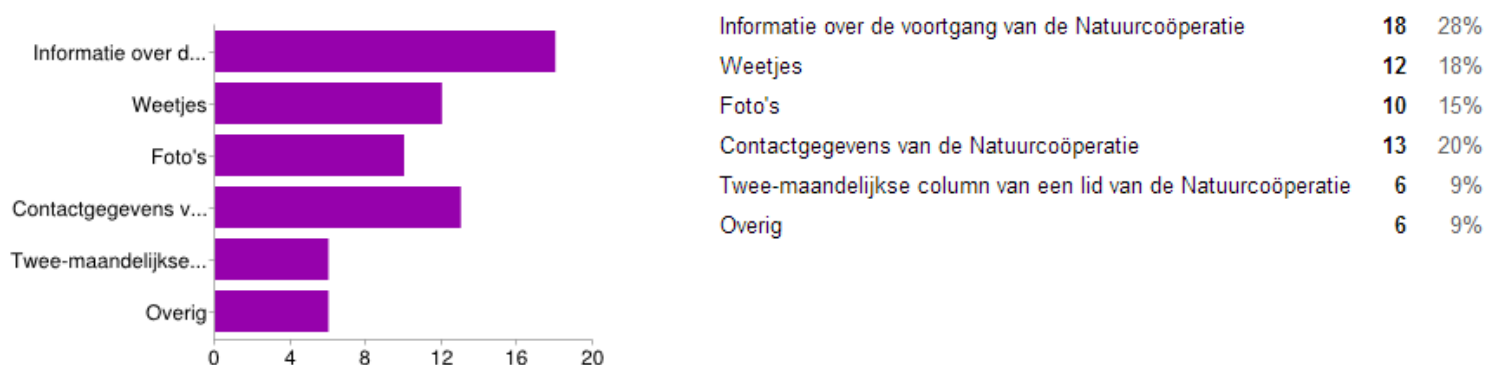 Informatie over d...
Weetjes
Foto's
Contactgegevens v...
Twee-maandelijkse...
Overig
0 4 8 12 16 20
Informatie over de voortgang van de Natuurcoöperatie 18 28%
Weetjes 12 18%
Foto's 10 15%
Contactgegevens van de Natuurcoöperatie 13 20%
Twee-maandelijkse column van een lid van de Natuurcoöperatie 6 9%
Overig 6 9%